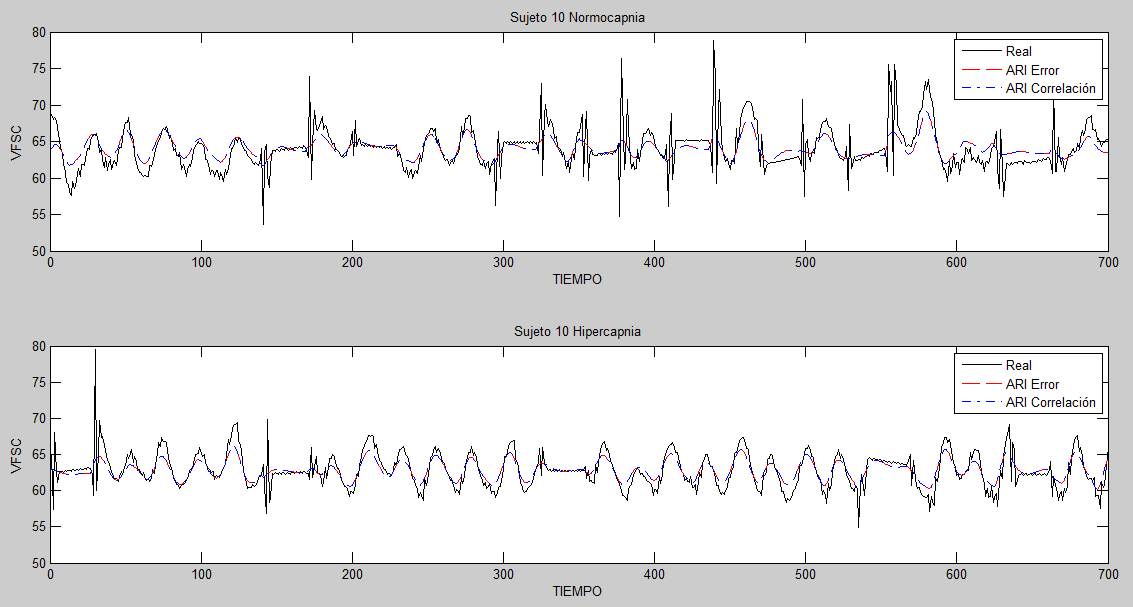 Sujeto 10 Normocapnia
80
75
70
65
60
55
50
VFSC
Real
ARI Error
ARI Correlación
0 100 200 300 400 500 600 700
TIEMPO
Sujeto 10 Hipercapnia
80
75
70
65
60
55
50
VFSC
Real
ARI Error
ARI Correlación
0 100 200 300 400 500 600 700
TIEMPO